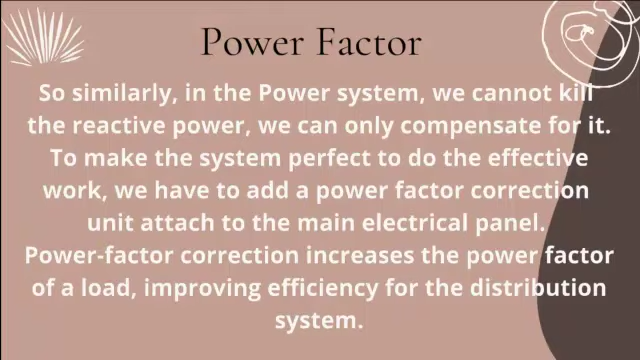 Power Factor
So similarly, in the Power system, we cannot kill
the reactive power, we can only compensate for it.
To make the system perfect to do the effective
work, we have to add a power factor correction
unit attach to the main electrical panel.
Power-factor correction increases the power factor
of a load, improving efficiency for the distribution
system.